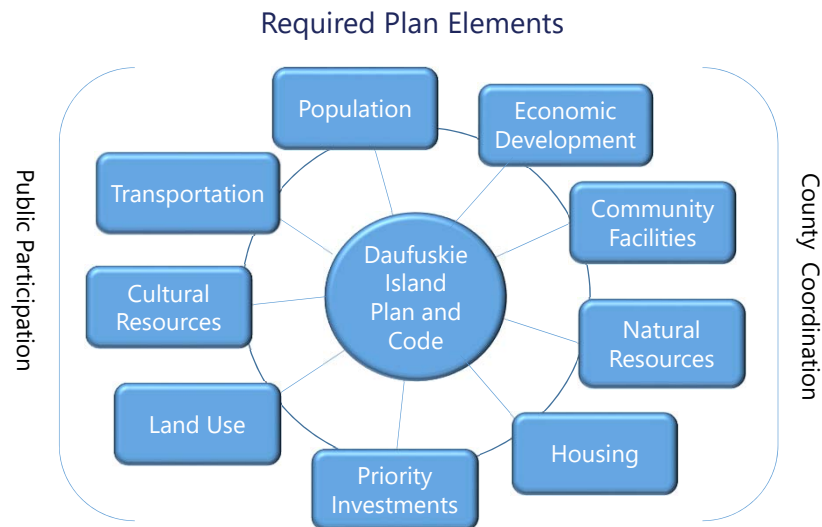 Required Plan Elements
Population
Economic
Development
Transportation
Community
Facilities
Public Participation
Daufuskie
Island
Plan and
Code
County Coordination
Cultural
Resources
Natural
Resources
Land Use
Housing
Priority
Investments